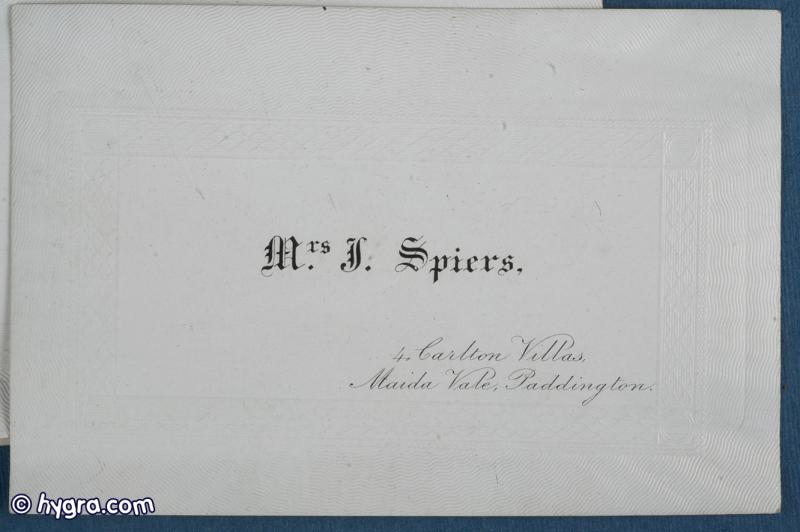 Mrs. J. Spiers,
4, Carlton Villas,
Maida Vale, Paddington.
© hygra.com